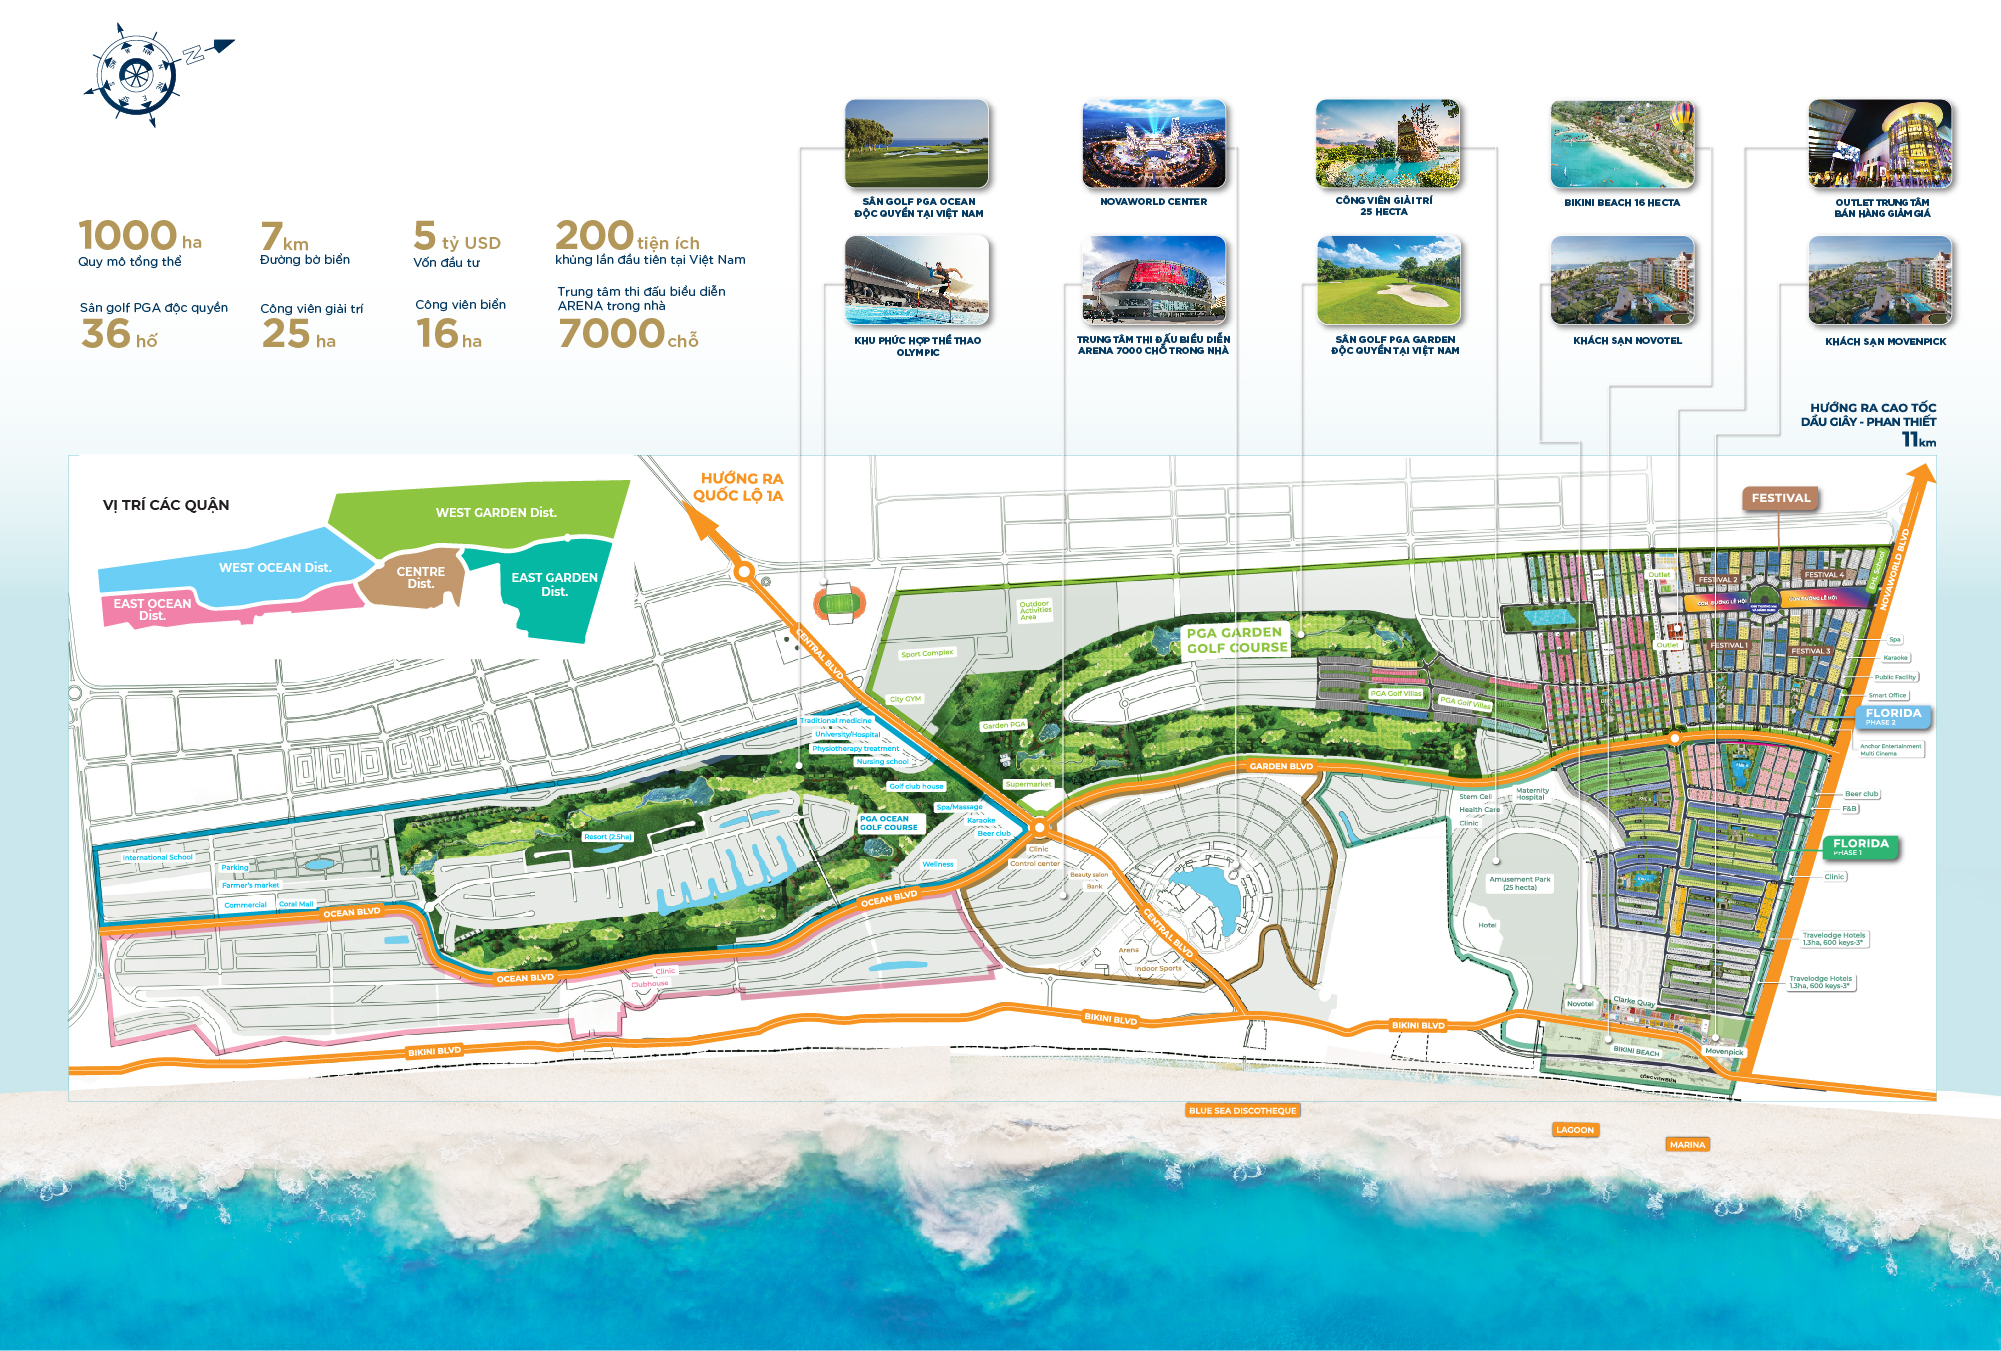 N
1000 ha
Quy mô tổng thể
7km
Đường bờ biển
5 tỷ USD
Vốn đầu tư
200 tiện ích
khủng lần đầu tiên tại Việt Nam
Sân golf PGA độc quyền
36 hố
Công viên giải trí
25 ha
Công viên biển
16 ha
Trung tâm thi đấu biểu diễn
ARENA trong nhà
7000 chỗ
SÂN GOLF PGA OCEAN
ĐỘC QUYỀN TẠI VIỆT NAM
NOVAWORLD CENTER
CÔNG VIÊN GIẢI TRÍ
25 HECTA
BIKINI BEACH 16 HECTA
OUTLET TRUNG TÂM
BÁN HÀNG GIẢM GIÁ
KHU PHỨC HỢP THỂ THAO
OLYMPIC
TRUNG TÂM THI ĐẤU BIỂU DIỄN
ARENA 7000 CHỖ TRONG NHÀ
SÂN GOLF PGA GARDEN
ĐỘC QUYỀN TẠI VIỆT NAM
KHÁCH SẠN NOVOTEL
KHÁCH SẠN MOVENPICK
HƯỚNG RA CAO TỐC
DẦU GIÂY - PHAN THIẾT
11km
VỊ TRÍ CÁC QUẬN
WEST GARDEN Dist.
WEST OCEAN Dist.
CENTRE
Dist.
EAST GARDEN
Dist.
EAST OCEAN
Dist.
HƯỚNG RA
QUỐC LỘ 1A
FESTIVAL
NOVAWORLD BLVD
EHL School
Outlet
FESTIVAL 2
FESTIVAL 4
CON ĐƯỜNG LỄ HỘI
CON ĐƯỜNG LỄ HỘI
Outlet
FESTIVAL 1
FESTIVAL 3
Spa
Karaoke
Public Facility
Smart Office
FLORIDA
PHASE 2
Anchor Entertainment
Multi Cinema
Beer club
F&B
FLORIDA
PHASE 1
Clinic
Travelodge Hotels
1.3ha, 600 keys-3*
Travelodge Hotels
1.3ha, 600 keys-3*
CENTRAL BLVD
Outdoor
Activities
Area
Sport Complex
City GYM
PGA GARDEN
GOLF COURSE
PGA Golf Villas
PGA Golf Villas
Garden PGA
Supermarket
GARDEN BLVD
Traditional medicine
University/Hospital
Physiotherapy treatment
Nursing school
Golf club house
Spa/Massage
Karaoke
Beer club
PGA OCEAN
GOLF COURSE
Resort (2.5ha)
Wellness
International School
Parking
Farmer's market
Commercial
Coral Mall
OCEAN BLVD
OCEAN BLVD
OCEAN BLVD
Clinic
Clubhouse
Clinic
Control center
Beauty salon
Bank
Arena
Indoor Sports
CENTRAL BLVD
Stem Cell
Health Care
Clinic
Maternity
Hospital
Amusement Park
(25 hecta)
Hotel
Novotel
Clarke Quay
BIKINI BEACH
Movenpick
CÔNG VIÊN BIỂN
BIKINI BLVD
BIKINI BLVD
BIKINI BLVD
BLUE SEA DISCOTHEQUE
LAGOON
MARINA